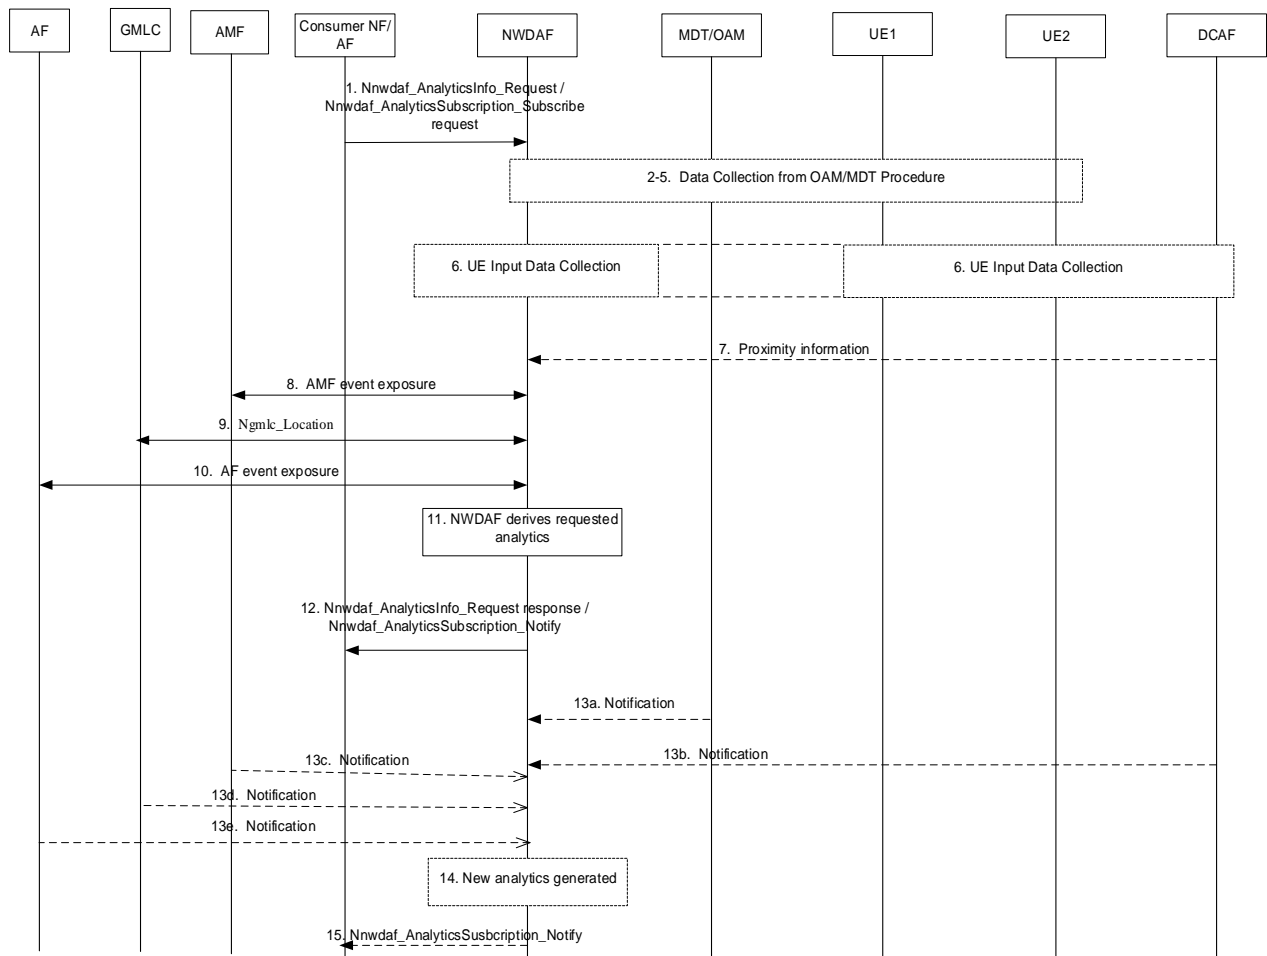 AF
GMLC
AMF
Consumer NF/
AF
NWDAF
MDT/OAM
UE1
UE2
DCAF
1. Nnwdaf_AnalyticsInfo_Request /
Nnwdaf_AnalyticsSubscription_Subscribe
request
2-5. Data Collection from OAM/MDT Procedure
6. UE Input Data Collection
6. UE Input Data Collection
7. Proximity information
8. AMF event exposure
9. Ngmlc_Location
10. AF event exposure
11. NWDAF derives requested
analytics
12. Nnwdaf_AnalyticsInfo_Request response /
Nnwdaf_AnalyticsSubscription_Notify
13a. Notification
13b. Notification
13c. Notification
13d. Notification
13e. Notification
14. New analytics generated
15. Nnwdaf_AnalyticsSusbcription_Notify